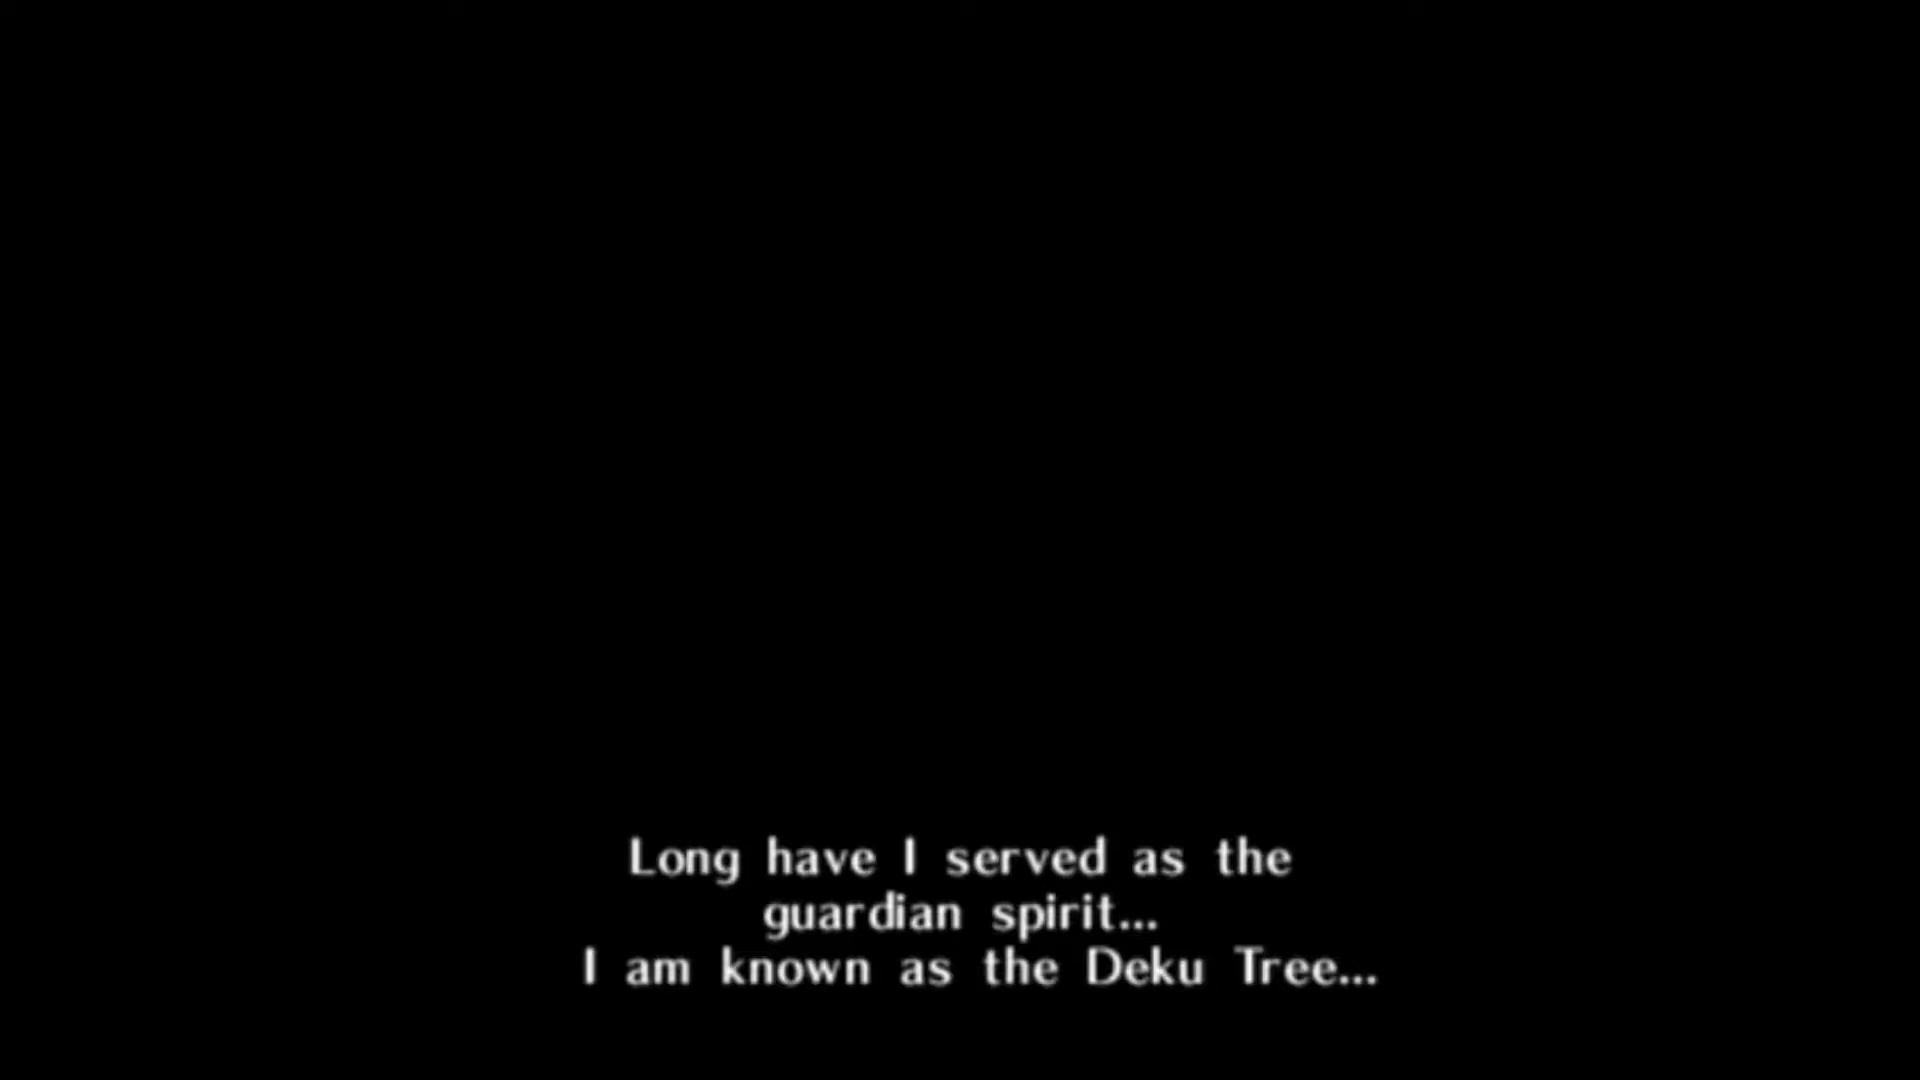 Long have I served as the
guardian spirit...
I am known as the Deku Tree...